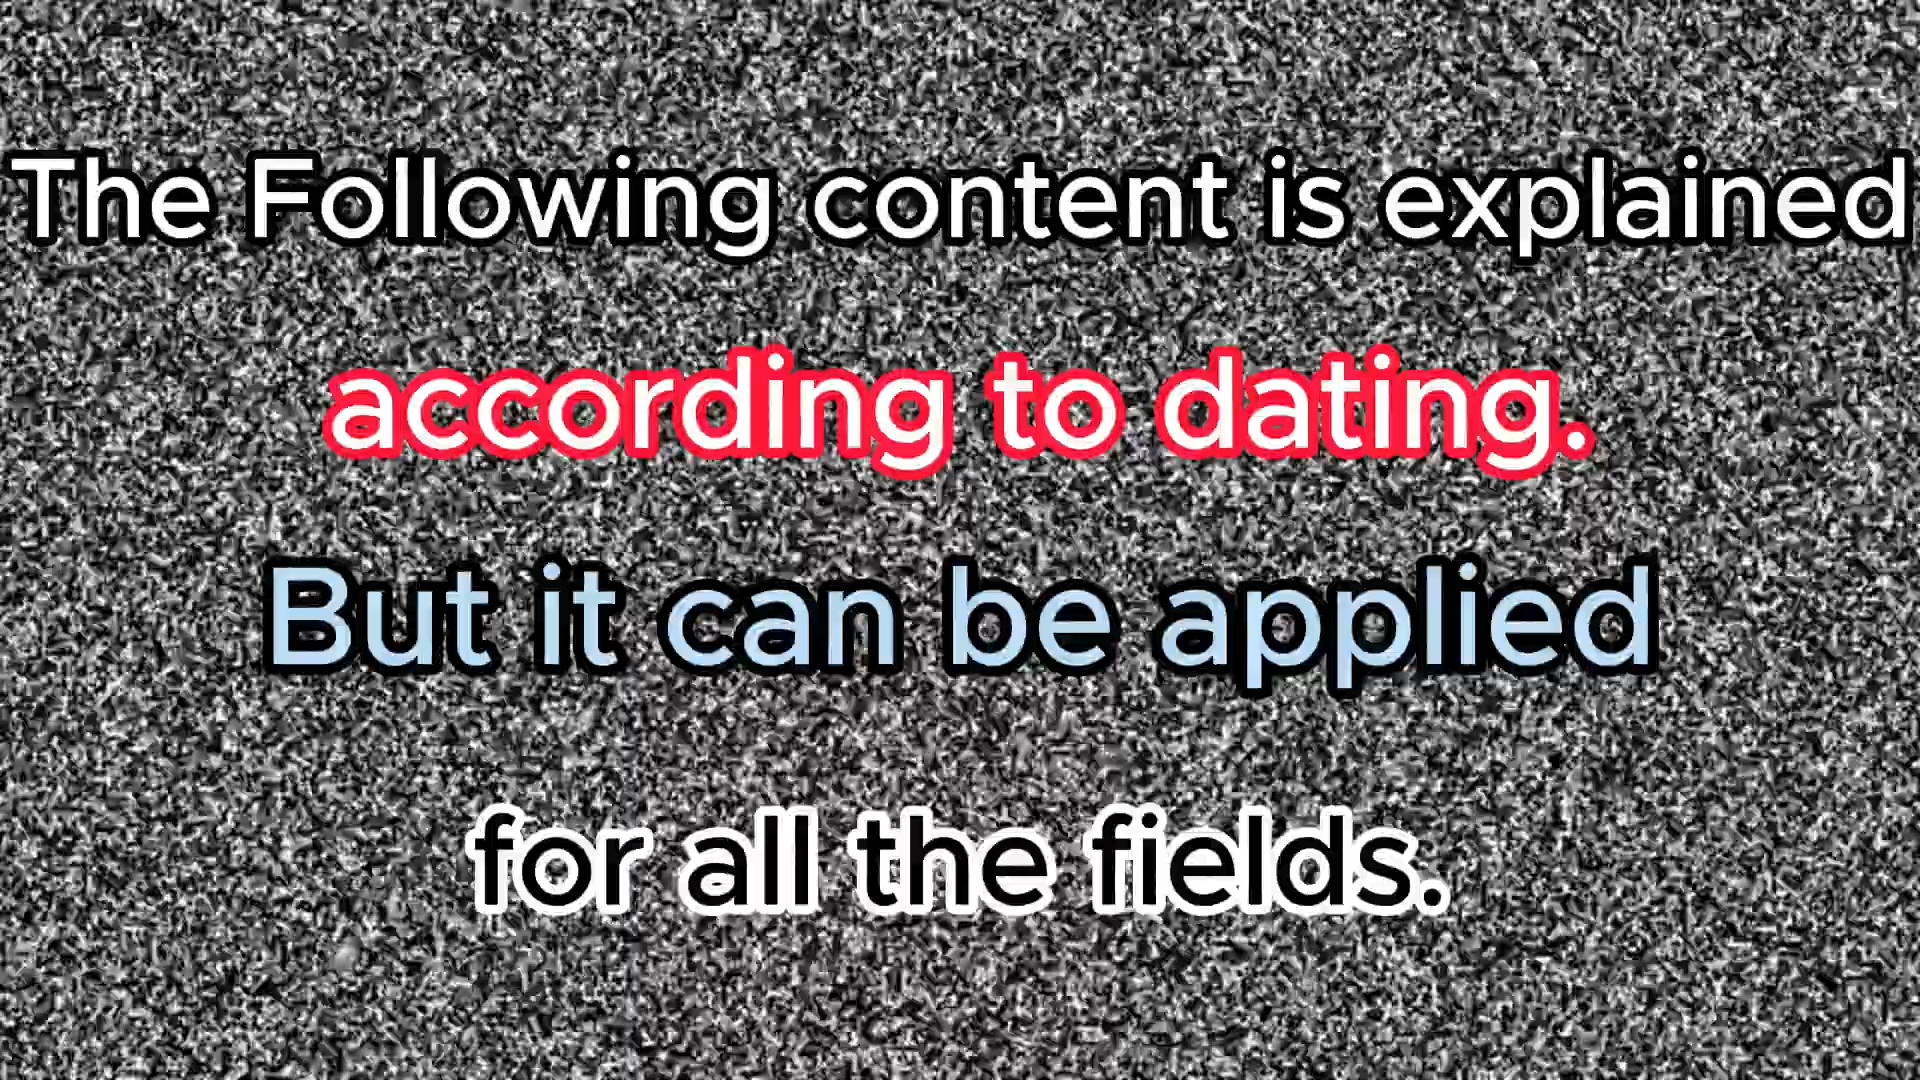 The Following content is explained
according to dating.
But it can be applied
for all the fields.